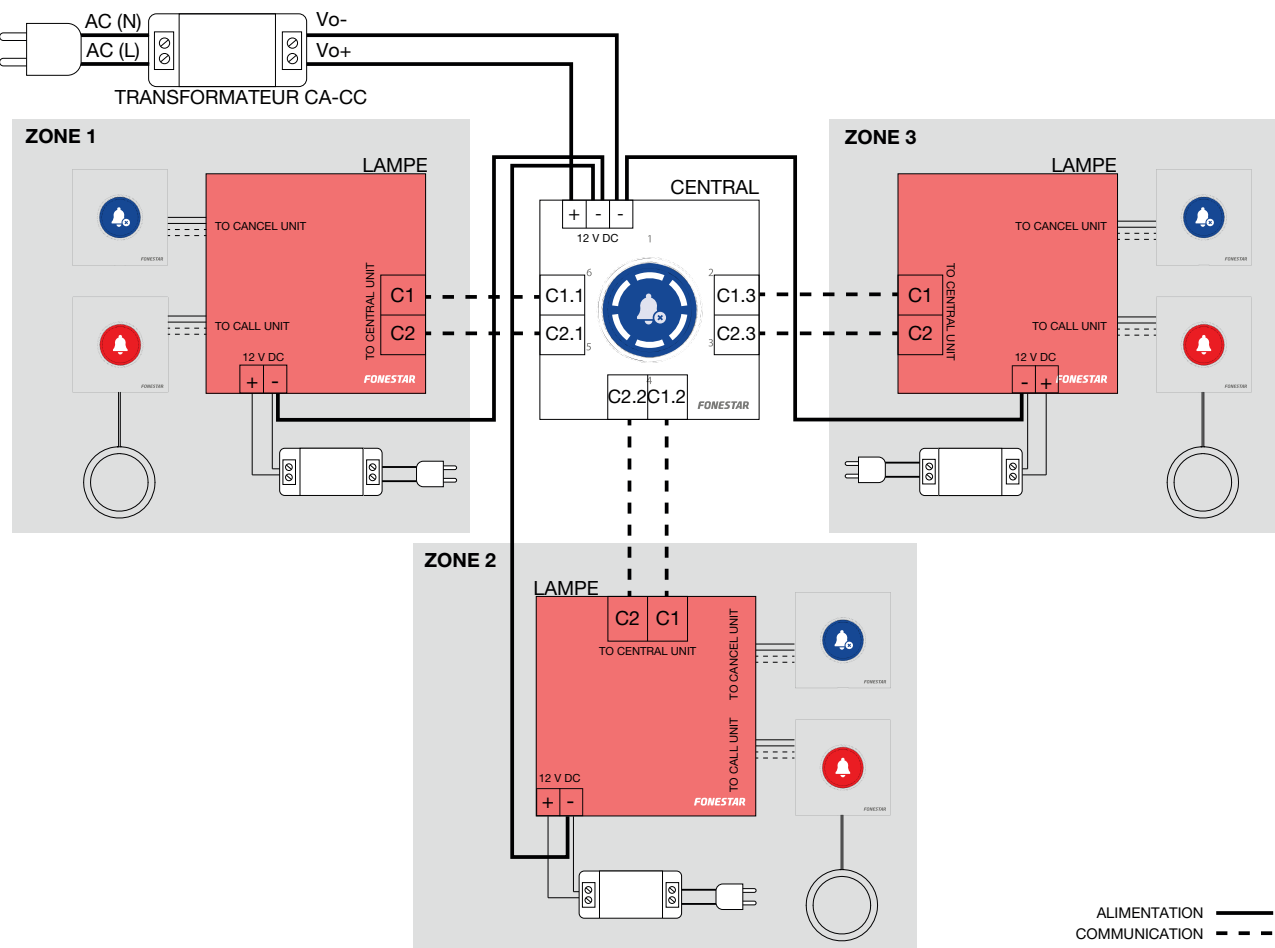 AC (N)
AC (L)
Vo-
Vo+
TRANSFORMATEUR CA-CC
ZONE 1
LAMPE
TO CANCEL UNIT
TO CALL UNIT
TO CENTRAL UNIT
C1
C2
12 V DC
+ -
FONESTAR
FONESTAR
FONESTAR
CENTRAL
+ - -
12 V DC
1
2
3
4
5
6
C1.1
C2.1
C1.3
C2.3
C2.2 C1.2
FONESTAR
ZONE 3
LAMPE
TO CANCEL UNIT
TO CALL UNIT
TO CENTRAL UNIT
C1
C2
12 V DC
- +
FONESTAR
FONESTAR
FONESTAR
ZONE 2
LAMPE
C2 C1
TO CENTRAL UNIT
TO CANCEL UNIT
TO CALL UNIT
12 V DC
+ -
FONESTAR
FONESTAR
FONESTAR
ALIMENTATION
COMMUNICATION